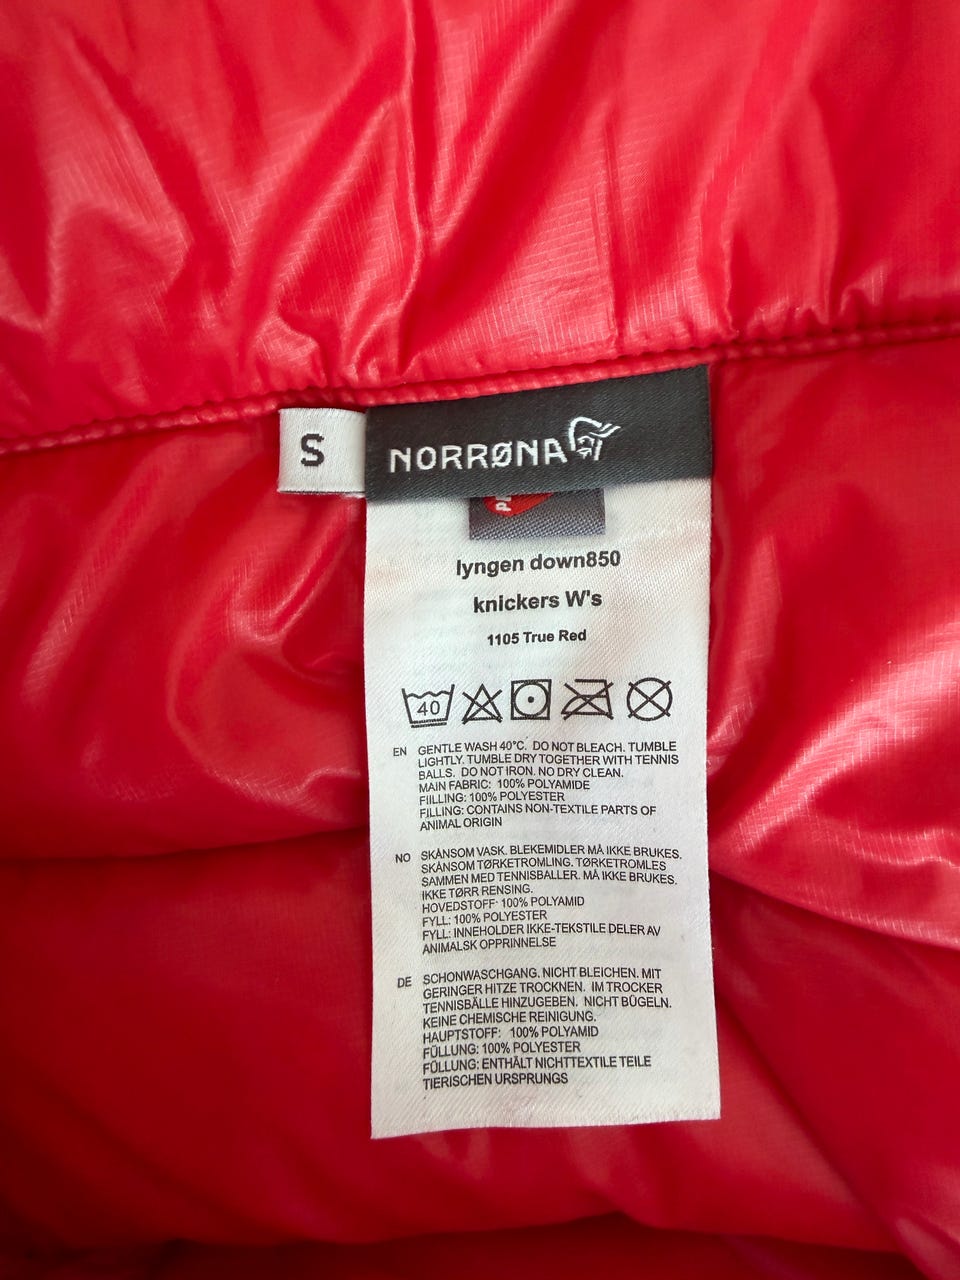 S
NORRØNA
lyngen down850
knickers W's
1105 True Red
40
EN GENTLE WASH 40°C. DO NOT BLEACH. TUMBLE
LIGHTLY. TUMBLE DRY TOGETHER WITH TENNIS
BALLS. DO NOT IRON. NO DRY CLEAN.
MAIN FABRIC: 100% POLYAMIDE
FIILLING: 100% POLYESTER
FILLING: CONTAINS NON-TEXTILE PARTS OF
ANIMAL ORIGIN
NO SKÅNSOM VASK. BLEKEMIDLER MÅ IKKE BRUKES.
SKÅNSOM TØRKETROMLING. TØRKETROMLES
SAMMEN MED TENNISBALLER. MÅ IKKE BRUKES.
IKKE TØRR RENSING.
HOVEDSTOFF: 100% POLYAMID
FYLL: 100% POLYESTER
FYLL: INNEHOLDER IKKE-TEKSTILE DELER AV
ANIMALSK OPPRINNELSE
DE SCHONWASCHGANG. NICHT BLEICHEN. MIT
GERINGER HITZE TROCKNEN. IM TROCKER
TENNISBÄLLE HINZUGEBEN. NICHT BÜGELN.
KEINE CHEMISCHE REINIGUNG.
HAUPTSTOFF: 100% POLYAMID
FÜLLUNG: 100% POLYESTER
FÜLLUNG: ENTHÄLT NICHTTEXTILE TEILE
TIERISCHEN URSPRUNGS